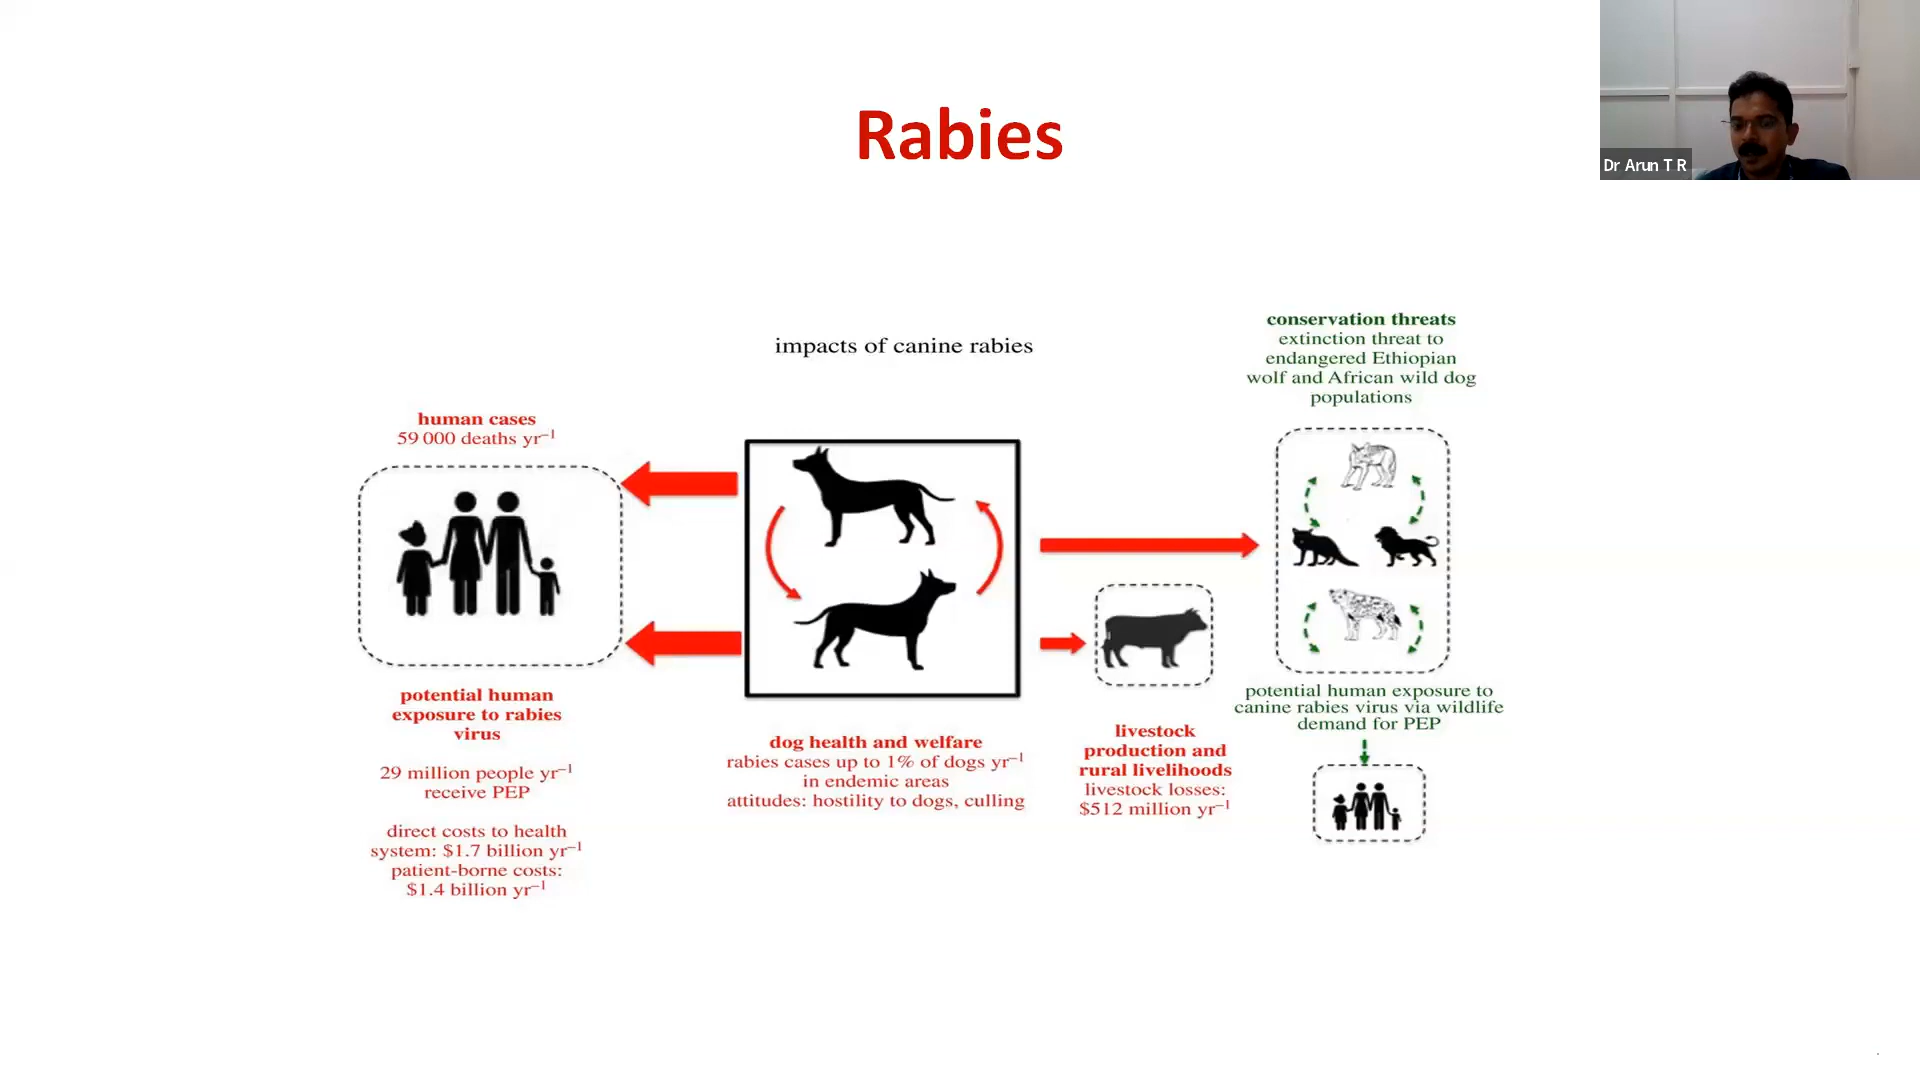 Rabies
Dr Arun T R
impacts of canine rabies
human cases
59 000 deaths yr⁻¹
potential human
exposure to rabies
virus
29 million people yr⁻¹
receive PEP
direct costs to health
system: $1.7 billion yr⁻¹
patient-borne costs:
$1.4 billion yr⁻¹
dog health and welfare
rabies cases up to 1% of dogs yr⁻¹
in endemic areas
attitudes: hostility to dogs, culling
livestock
production and
rural livelihoods
livestock losses:
$512 million yr⁻¹
conservation threats
extinction threat to
endangered Ethiopian
wolf and African wild dog
populations
potential human exposure to
canine rabies virus via wildlife
demand for PEP